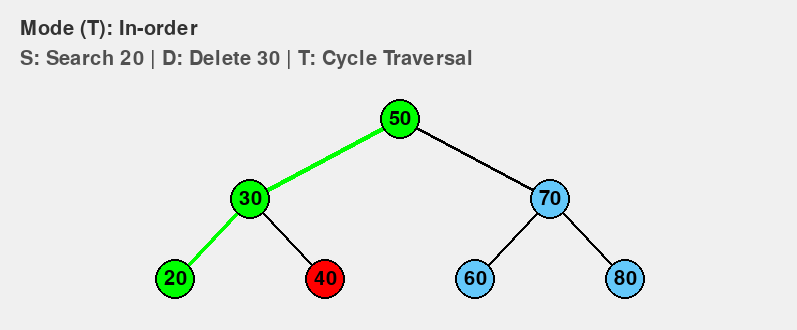 Mode (T): In-order
S: Search 20 | D: Delete 30 | T: Cycle Traversal
50
30 70
20 40 60 80